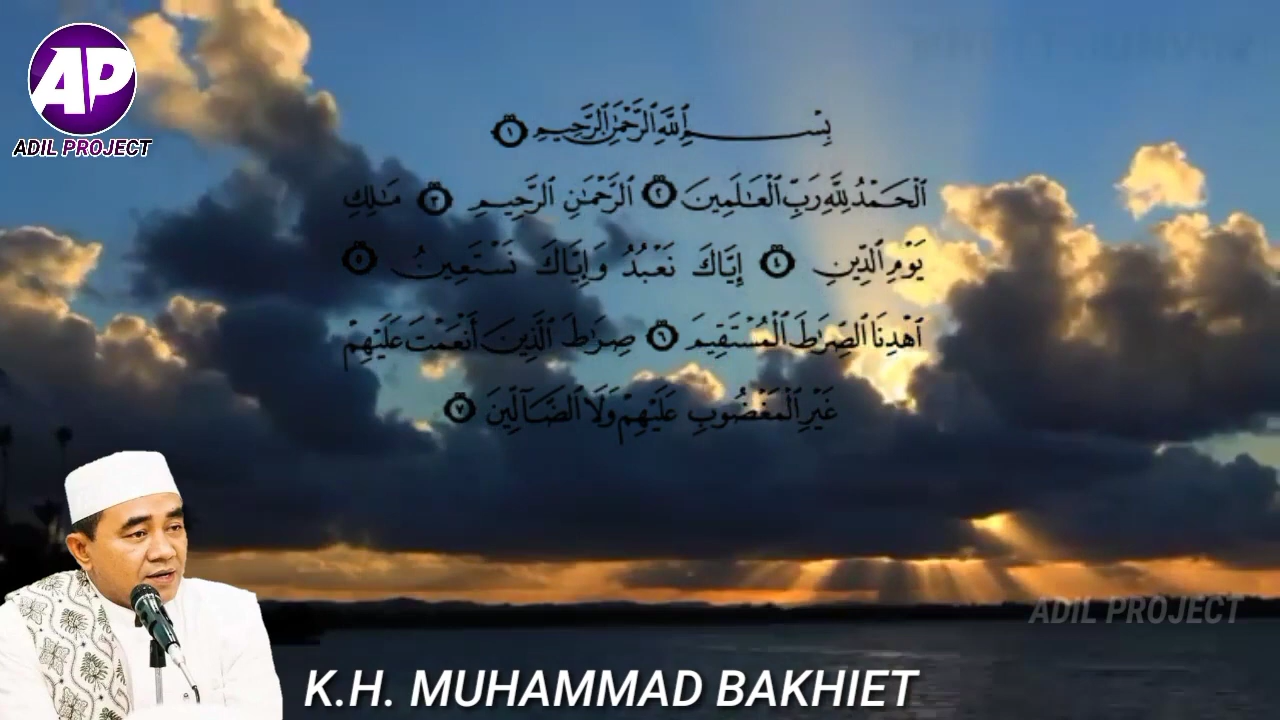 AP
ADIL PROJECT
بِسْمِ ٱللَّهِ ٱلرَّحْمَٰنِ ٱلرَّحِيمِ ١
ٱلْحَمْدُ لِلَّهِ رَبِّ ٱلْعَـٰلَمِينَ ٢ ٱلرَّحْمَـٰنِ ٱلرَّحِيمِ ٣ مَـٰلِكِ
يَوْمِ ٱلدِّينِ ٤ إِيَّاكَ نَعْبُدُ وَإِيَّاكَ نَسْتَعِينُ ٥
ٱهْدِنَا ٱلصِّرَٰطَ ٱلْمُسْتَقِيمَ ٦ صِرَٰطَ ٱلَّذِينَ أَنْعَمْتَ عَلَيْهِمْ
غَيْرِ ٱلْمَغْضُوبِ عَلَيْهِمْ وَلَا ٱلضَّآلِّينَ ٧
ADIL PROJECT
K.H. MUHAMMAD BAKHIET